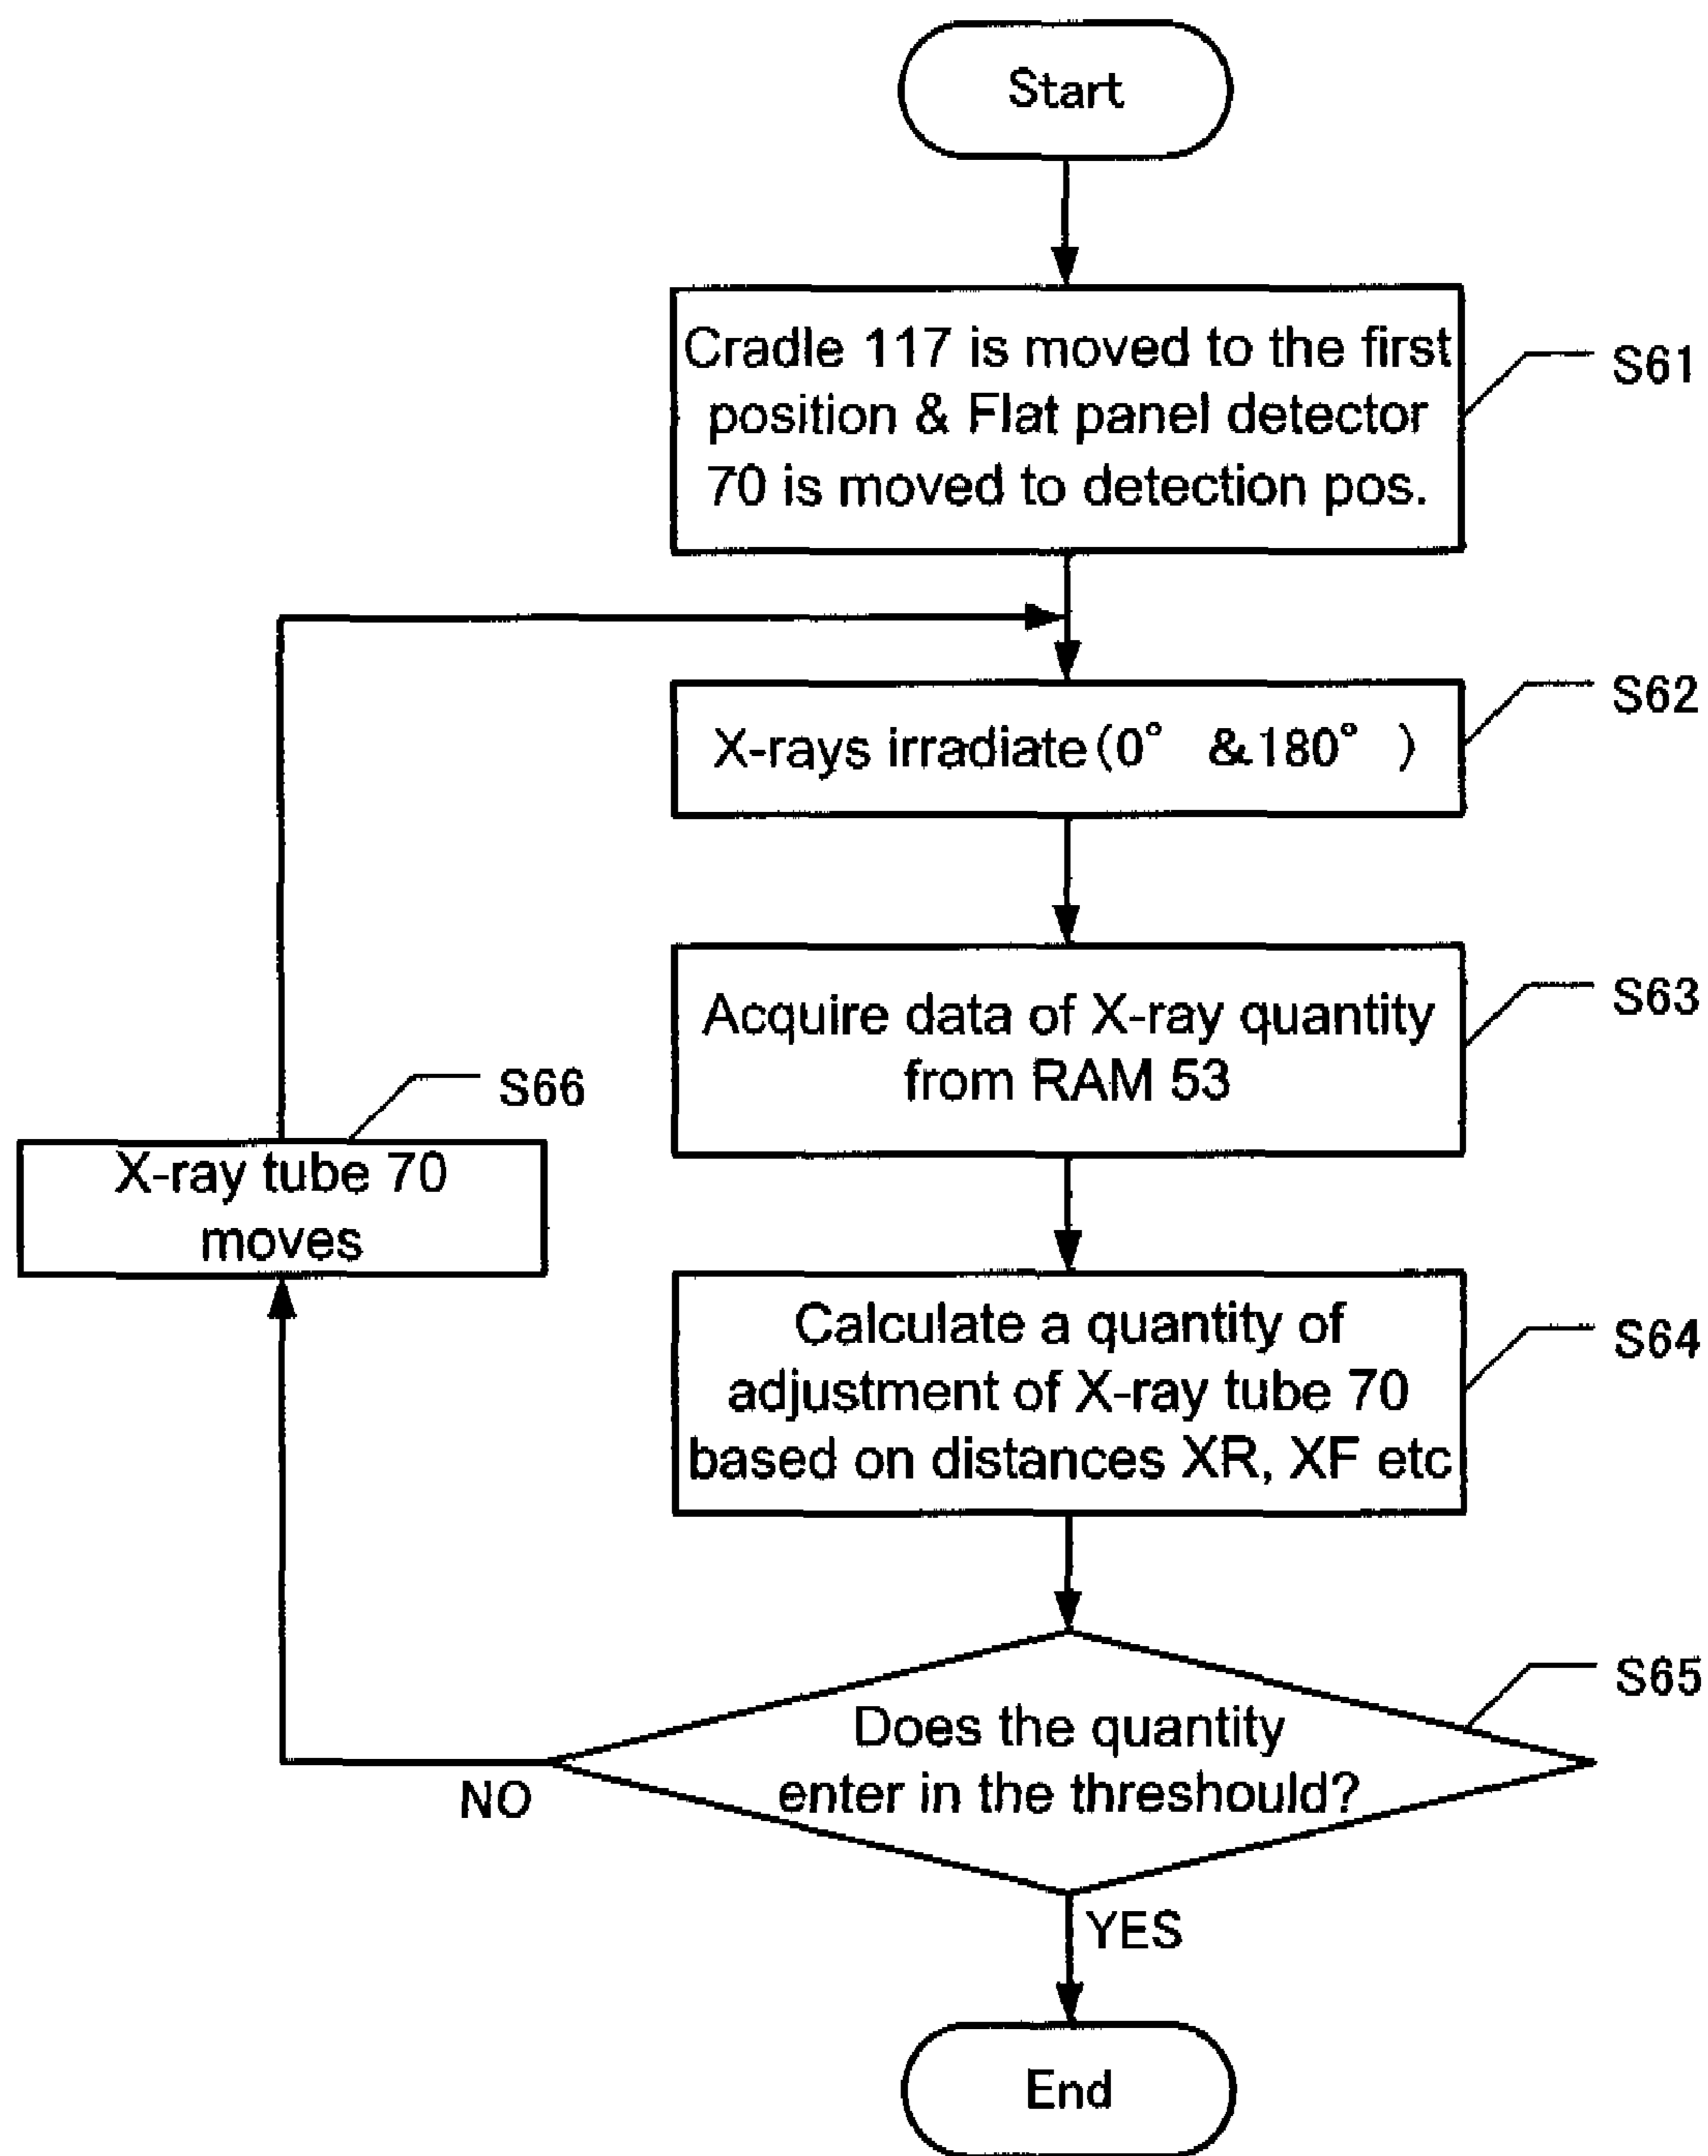 Start
Cradle 117 is moved to the first
position & Flat panel detector
70 is moved to detection pos.
S61
X-rays irradiate(0° &180° )
S62
Acquire data of X-ray quantity
from RAM 53
S63
S66
X-ray tube 70
moves
Calculate a quantity of
adjustment of X-ray tube 70
based on distances XR, XF etc
S64
Does the quantity
enter in the threshould?
S65
NO
YES
End